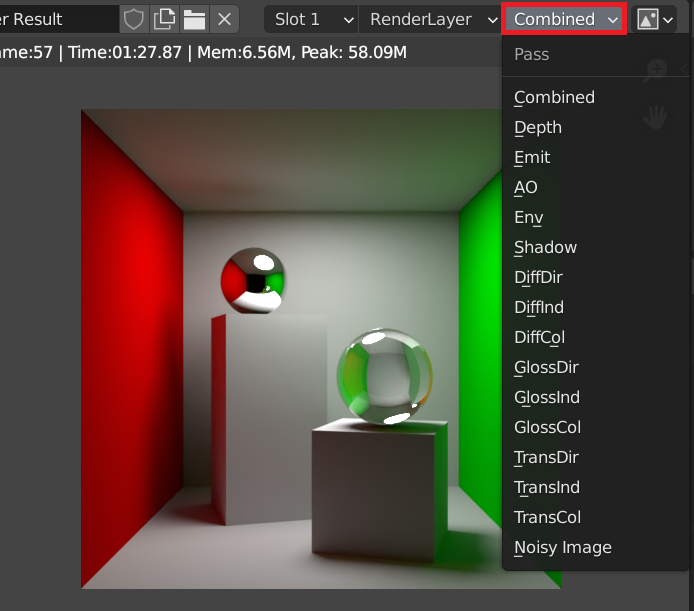 er Result Slot 1 RenderLayer Combined
ame:57 | Time:01:27.87 | Mem:6.56M, Peak: 58.09M
Pass
Combined
Depth
Emit
AO
Env
Shadow
DiffDir
DiffInd
DiffCol
GlossDir
GlossInd
GlossCol
TransDir
TransInd
TransCol
Noisy Image